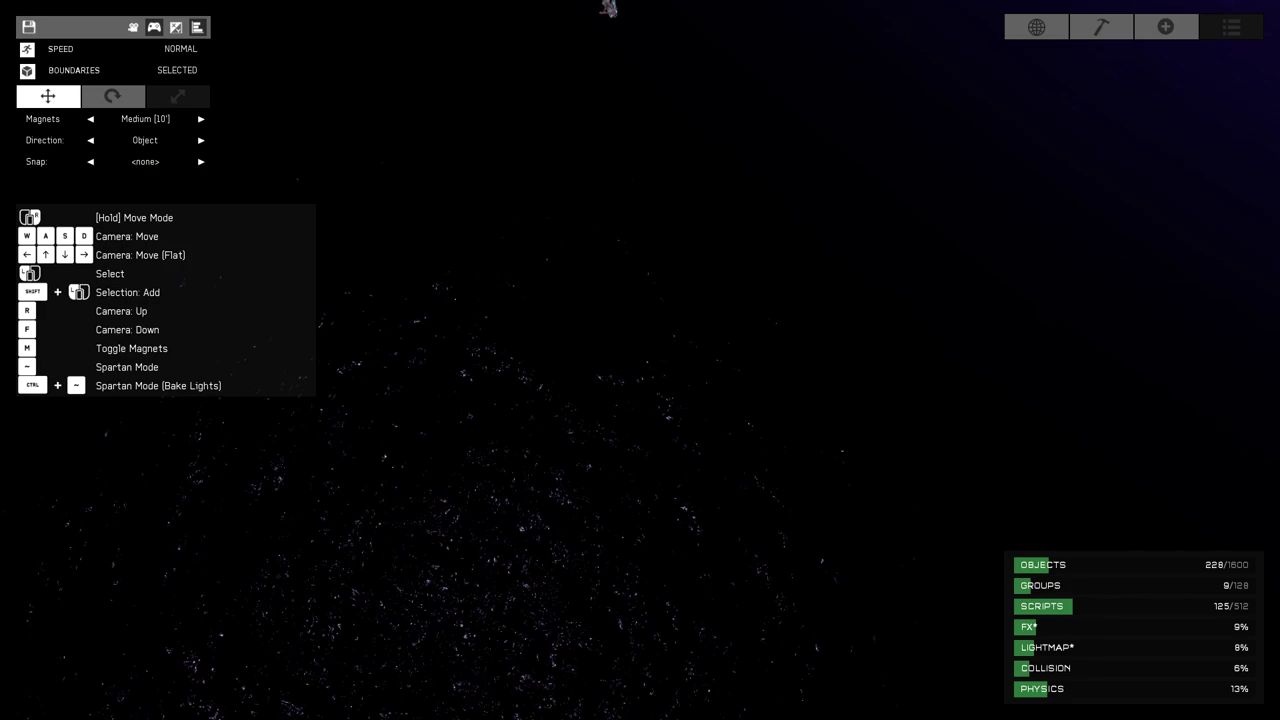 SPEED NORMAL
BOUNDARIES SELECTED
Magnets Medium [10']
Direction: Object
Snap: <none>
R [Hold] Move Mode
W A S D Camera: Move
← ↑ ↓ → Camera: Move (Flat)
L Select
SHIFT + L Selection: Add
R Camera: Up
F Camera: Down
M Toggle Magnets
~ Spartan Mode
CTRL + ~ Spartan Mode (Bake Lights)
OBJECTS 228/1600
GROUPS 9/128
SCRIPTS 125/512
FX* 9%
LIGHTMAP* 8%
COLLISION 6%
PHYSICS 13%